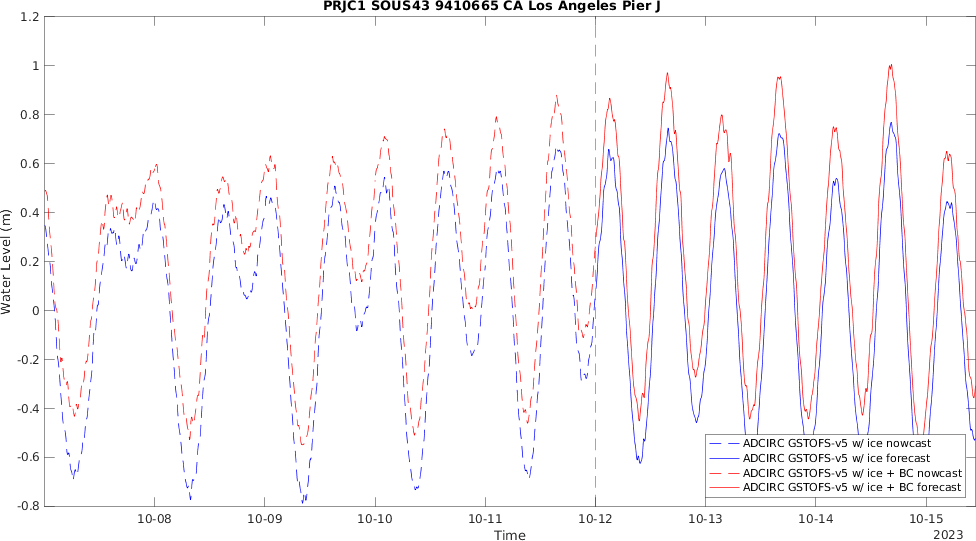 PRJC1 SOUS43 9410665 CA Los Angeles Pier J
1.2
1
0.8
0.6
0.4
0.2
0
-0.2
-0.4
-0.6
-0.8
Water Level (m)
10-08 10-09 10-10 10-11 10-12 10-13 10-14 10-15
Time
2023
ADCIRC GSTOFS-v5 w/ ice nowcast
ADCIRC GSTOFS-v5 w/ ice forecast
ADCIRC GSTOFS-v5 w/ ice + BC nowcast
ADCIRC GSTOFS-v5 w/ ice + BC forecast